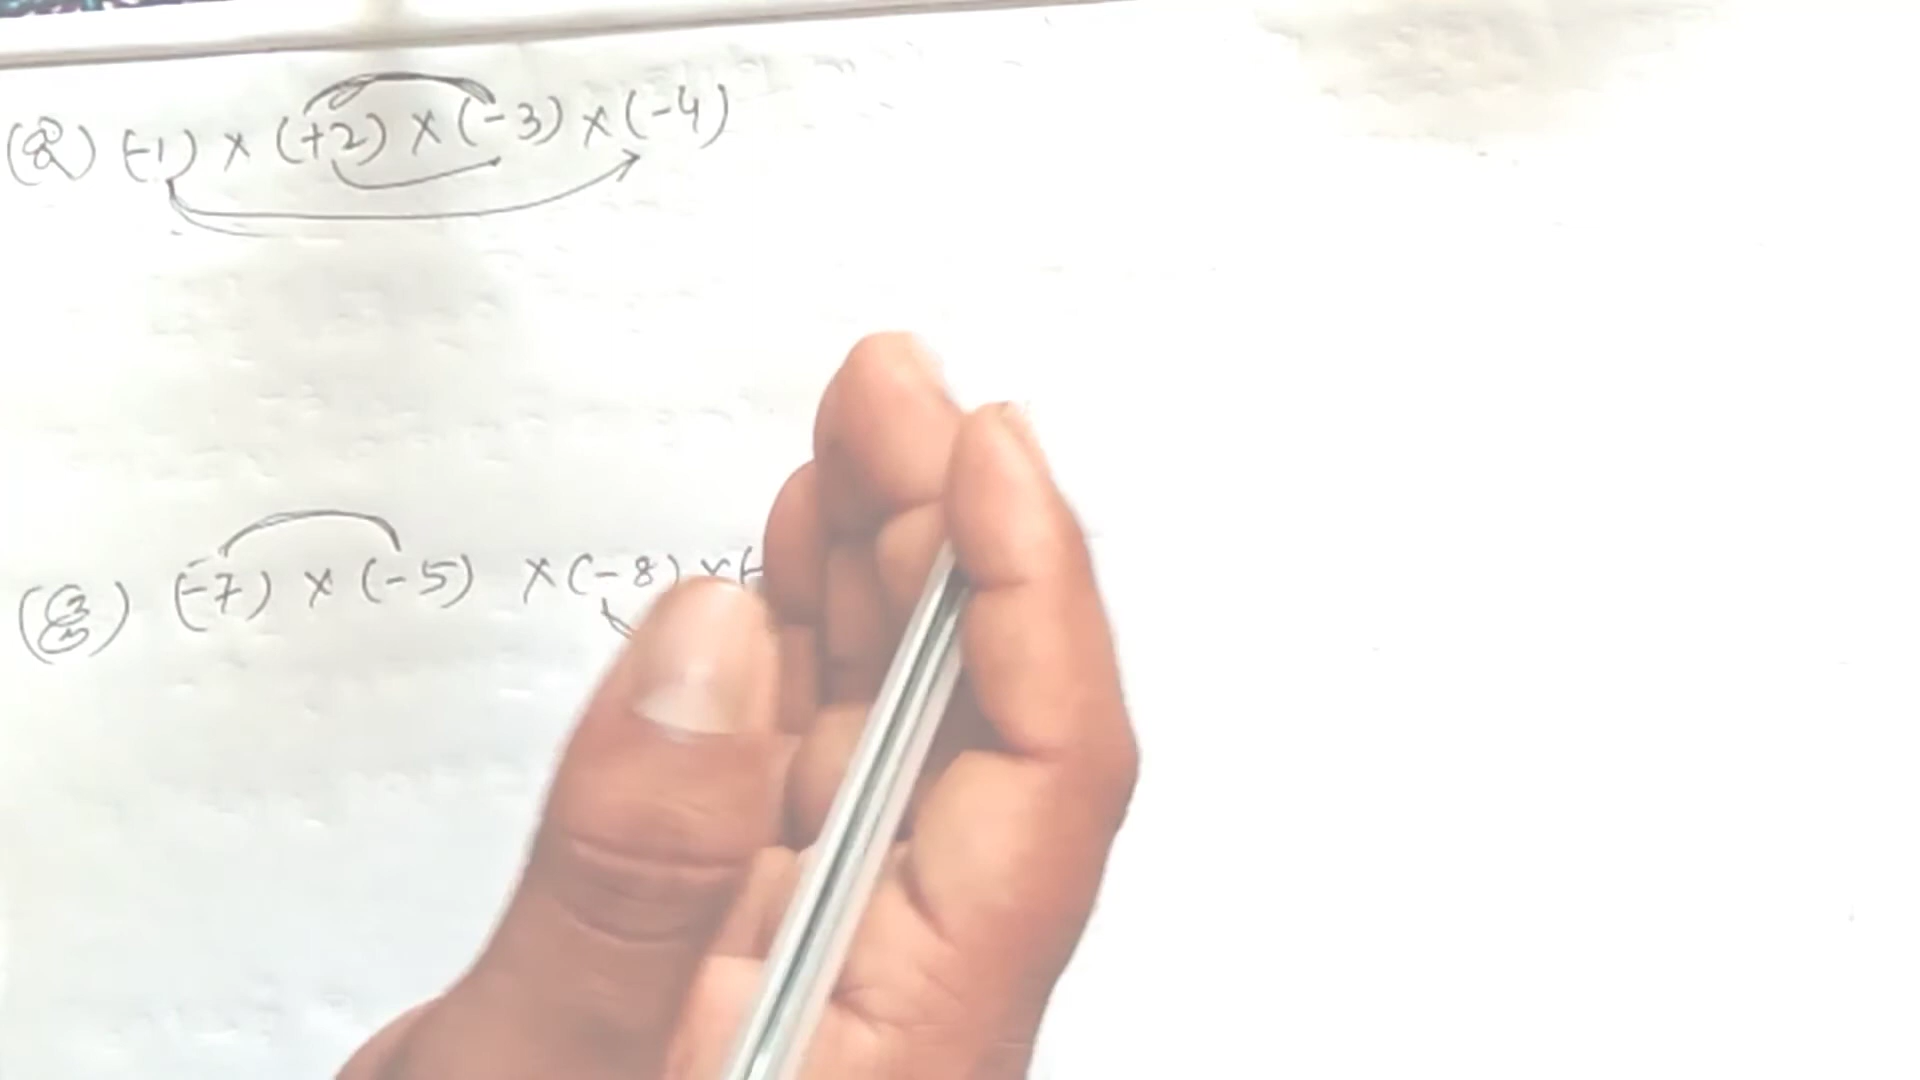 (2) (-1) × (+2) × (-3) × (-4)
(3) (-7) × (-5) × (-8) × (-